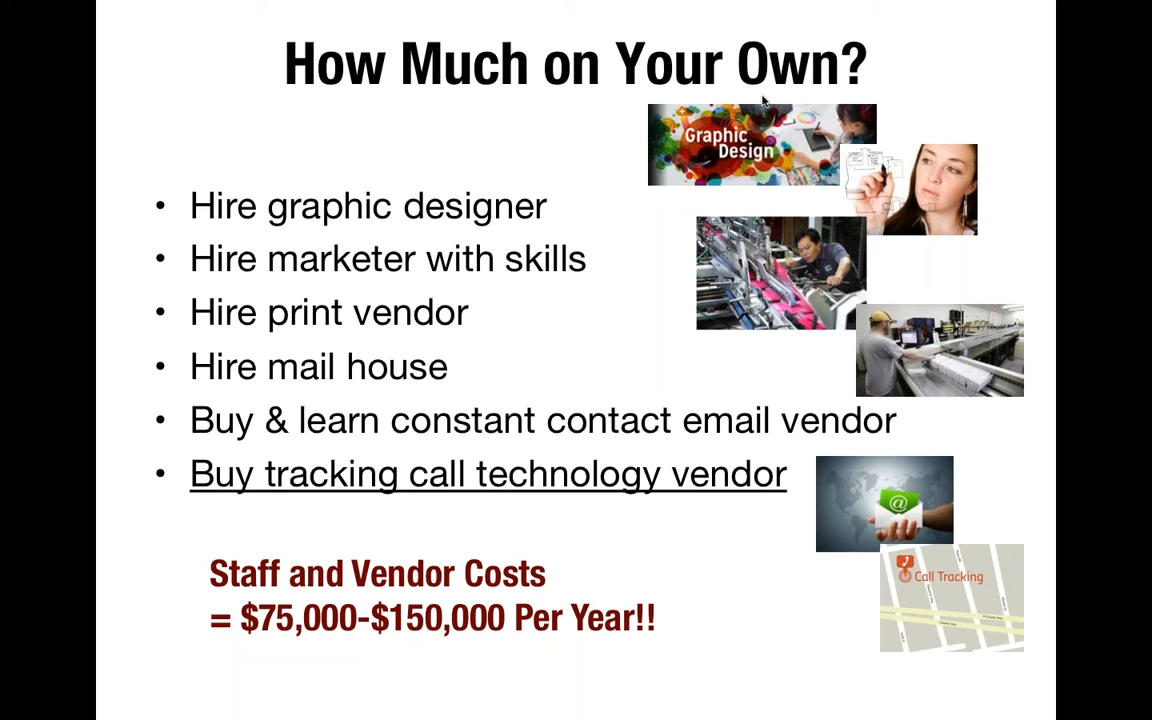 How Much on Your Own?
Graphic
Design
• Hire graphic designer
• Hire marketer with skills
• Hire print vendor
• Hire mail house
• Buy & learn constant contact email vendor
• Buy tracking call technology vendor
@
Call Tracking
Staff and Vendor Costs
= $75,000-$150,000 Per Year!!